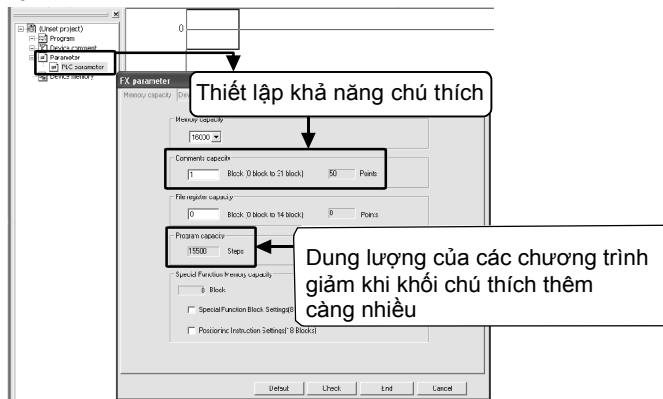 (Unset project)
Program
Device comment
Parameter
PLC parameter
Device memory
0
FX parameter
Memory capacity
Thiết lập khả năng chú thích
Memory capacity
16000
Comments capacity
1 Block (0 block to 31 block) 50 Points
File register capacity
0 Block (0 block to 14 block) 0 Points
Program capacity
15500 Steps
Dung lượng của các chương trình
giảm khi khối chú thích thêm
càng nhiều
Special Function Memory capacity
0 Block
Special Function Block Settings(8
Positioning Instruction Settings(18 Blocks)
Default Check End Cancel